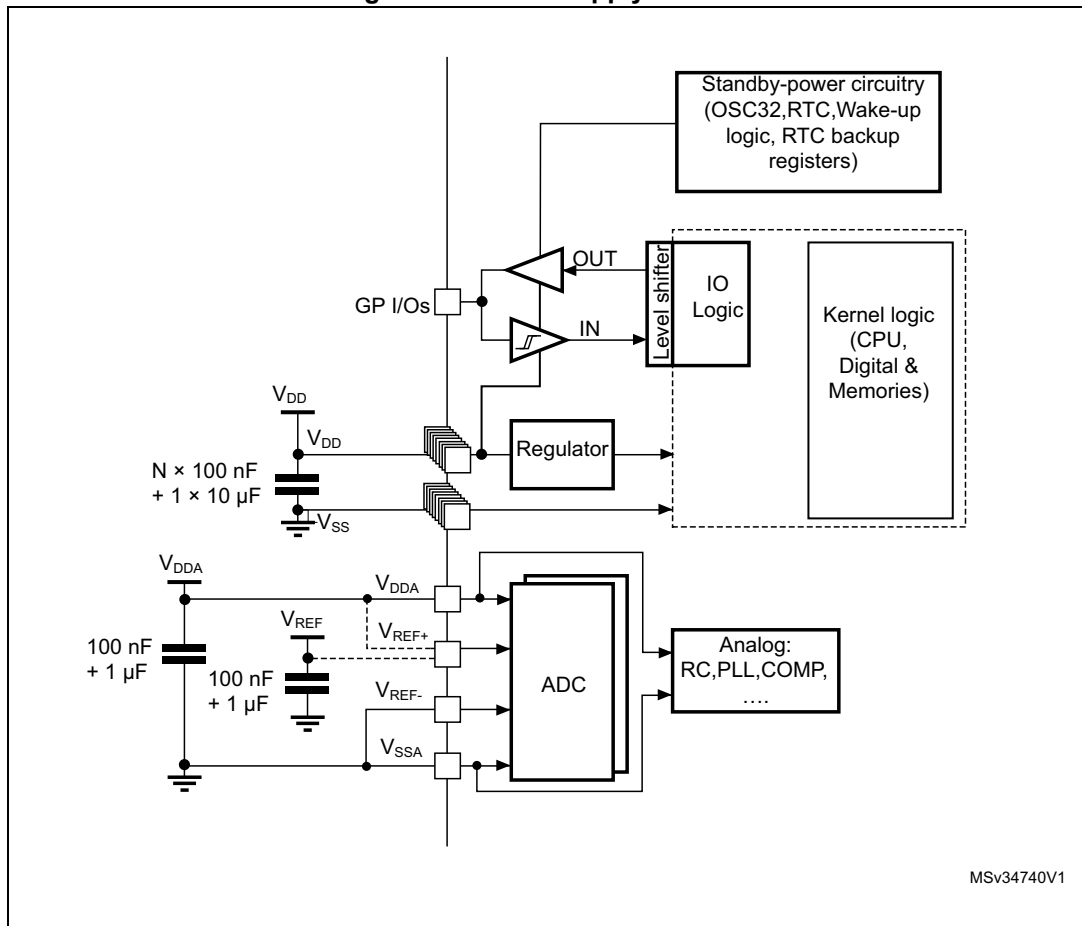 Standby-power circuitry
(OSC32,RTC,Wake-up
logic, RTC backup
registers)
OUT
Level shifter
IO
Logic
GP I/Os
IN
Kernel logic
(CPU,
Digital &
Memories)
VDD
VDD
Regulator
N × 100 nF
+ 1 × 10 µF
VSS
VDDA
VDDA
VREF
VREF+
100 nF
+ 1 µF
100 nF
+ 1 µF
VREF-
ADC
Analog:
RC,PLL,COMP,
....
VSSA
MSv34740V1